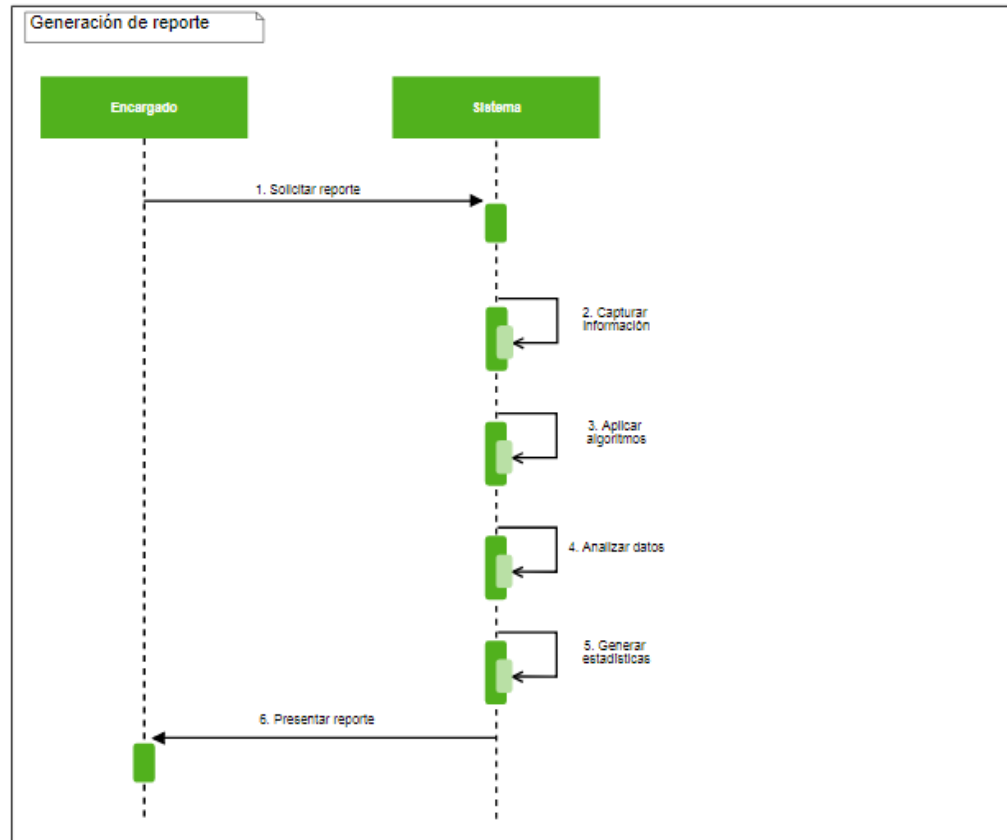 Generación de reporte
Encargado
Sistema
1. Solicitar reporte
2. Capturar
información
3. Aplicar
algoritmos
4. Analizar datos
5. Generar
estadísticas
6. Presentar reporte